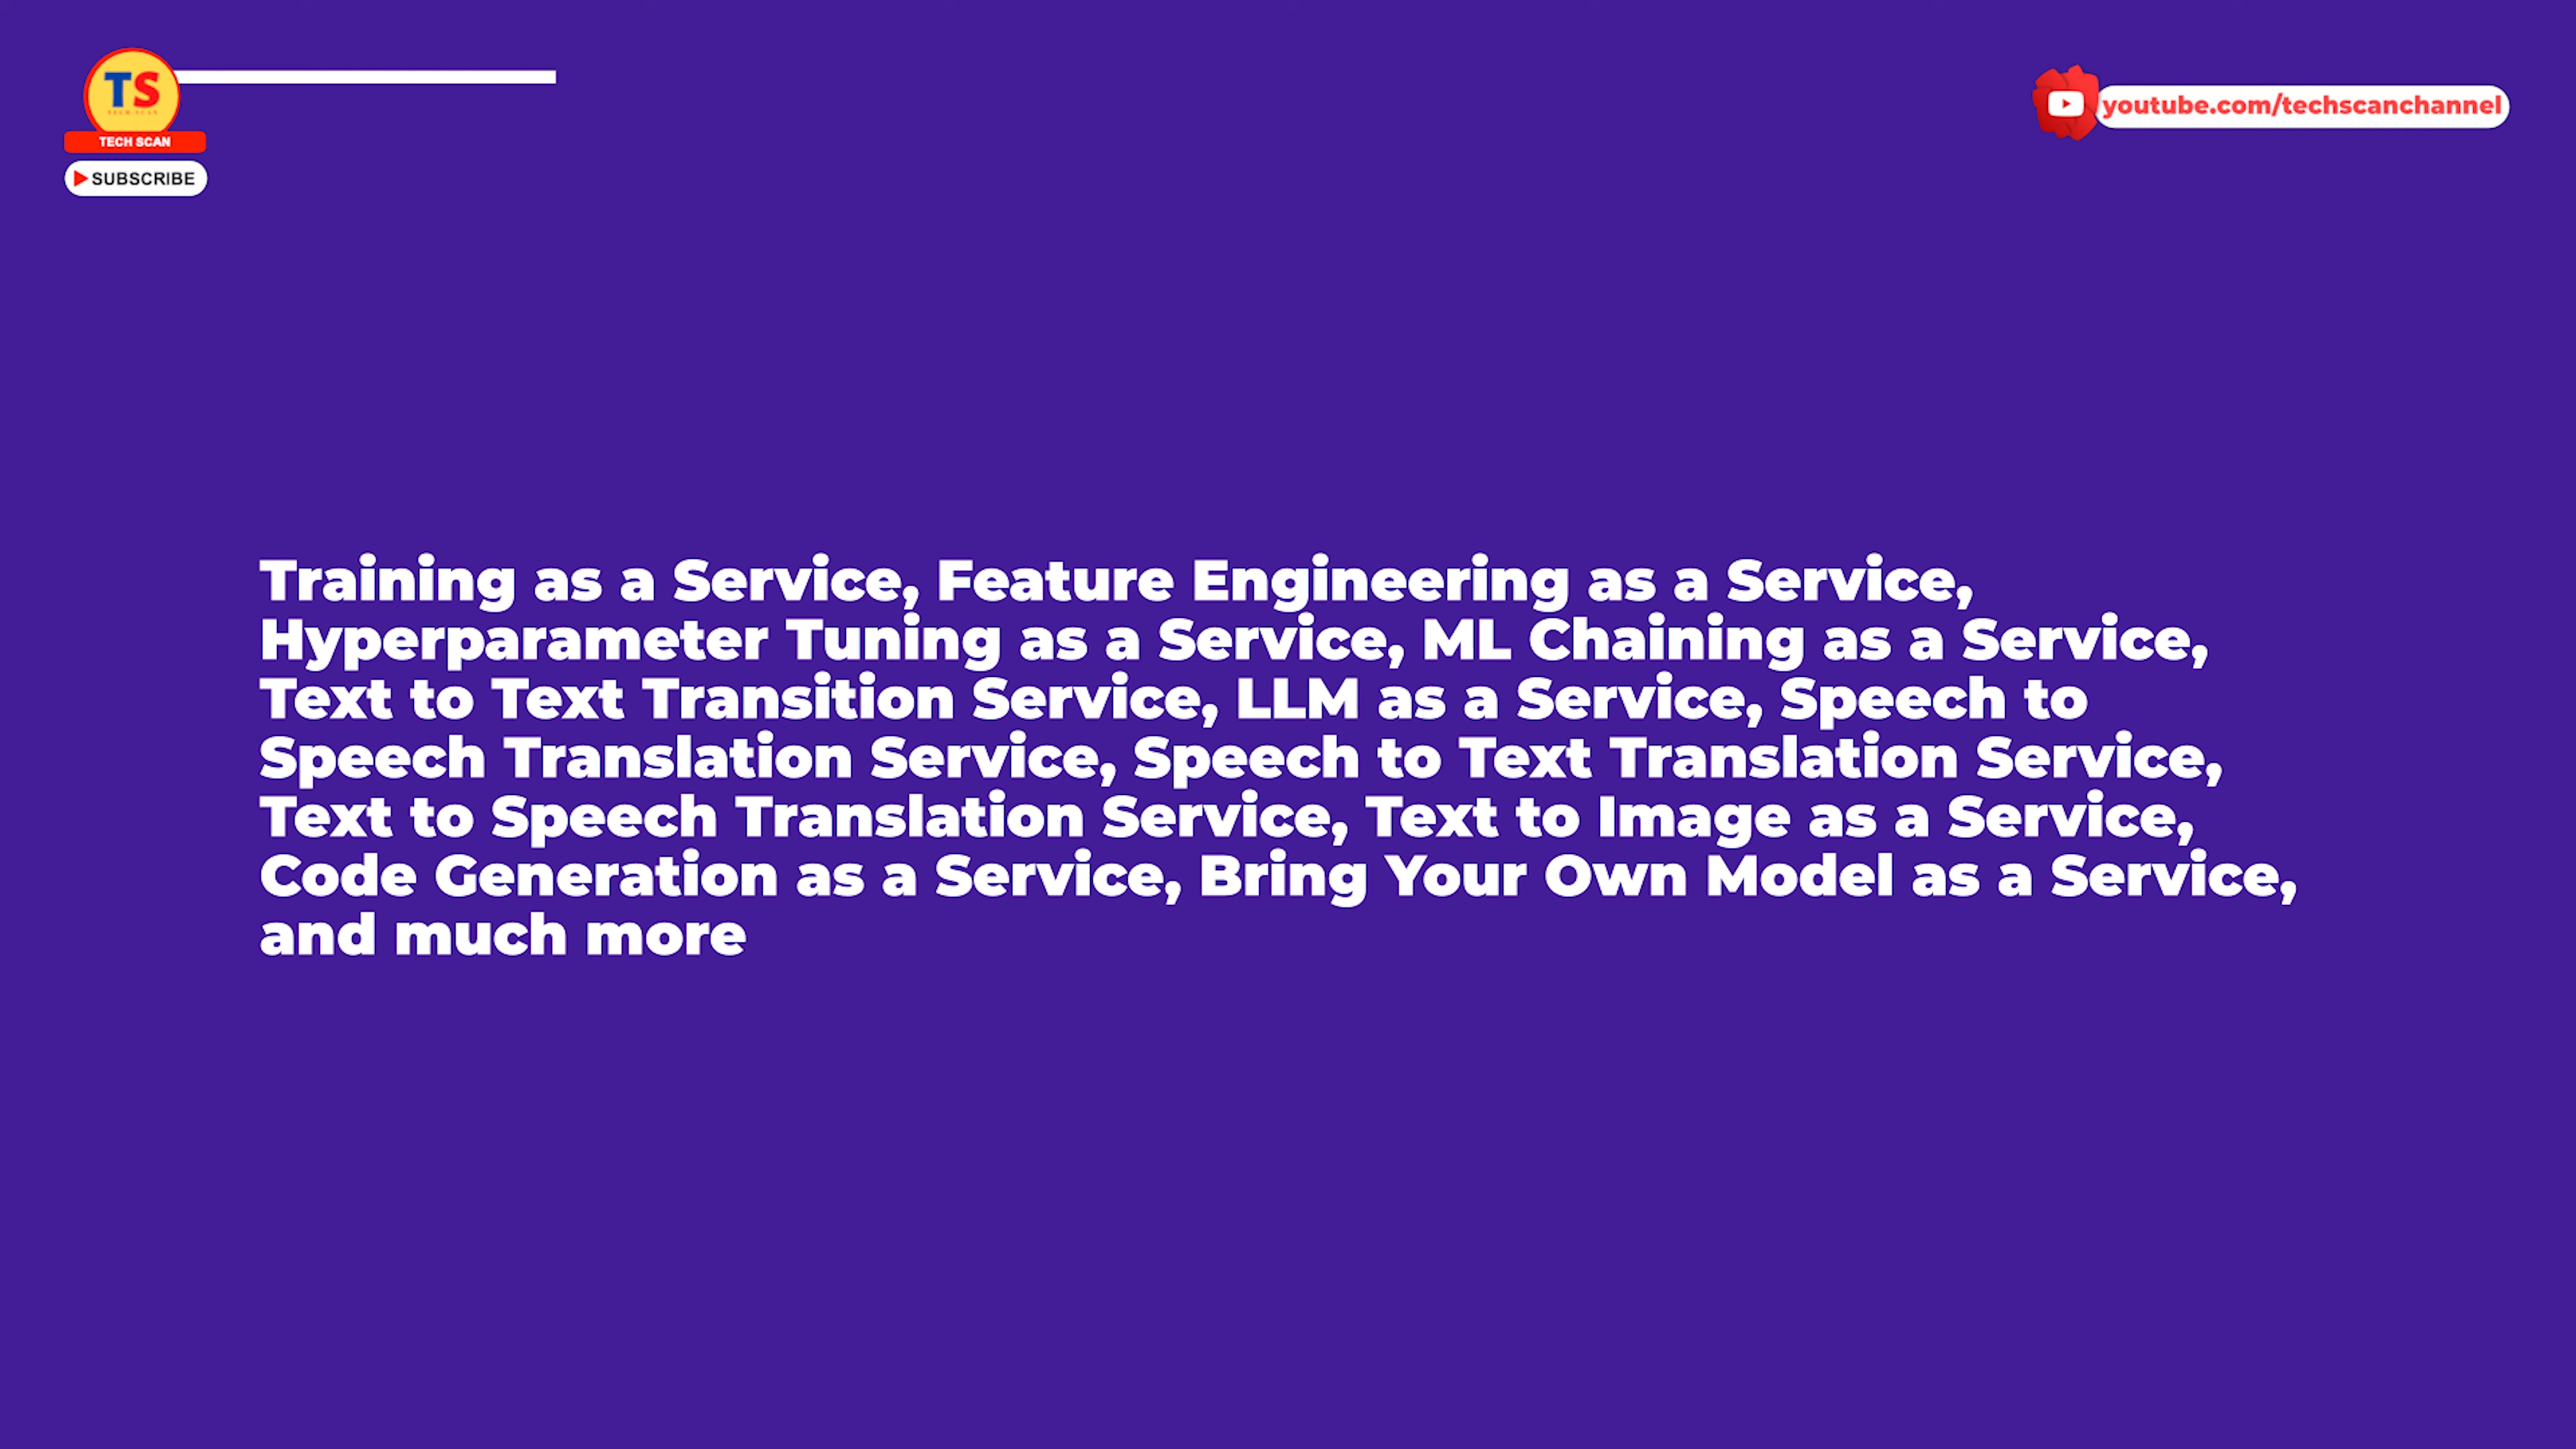 TS
TECH SCAN
TECH SCAN
SUBSCRIBE
youtube.com/techscanchannel
Training as a Service, Feature Engineering as a Service,
Hyperparameter Tuning as a Service, ML Chaining as a Service,
Text to Text Transition Service, LLM as a Service, Speech to
Speech Translation Service, Speech to Text Translation Service,
Text to Speech Translation Service, Text to Image as a Service,
Code Generation as a Service, Bring Your Own Model as a Service,
and much more